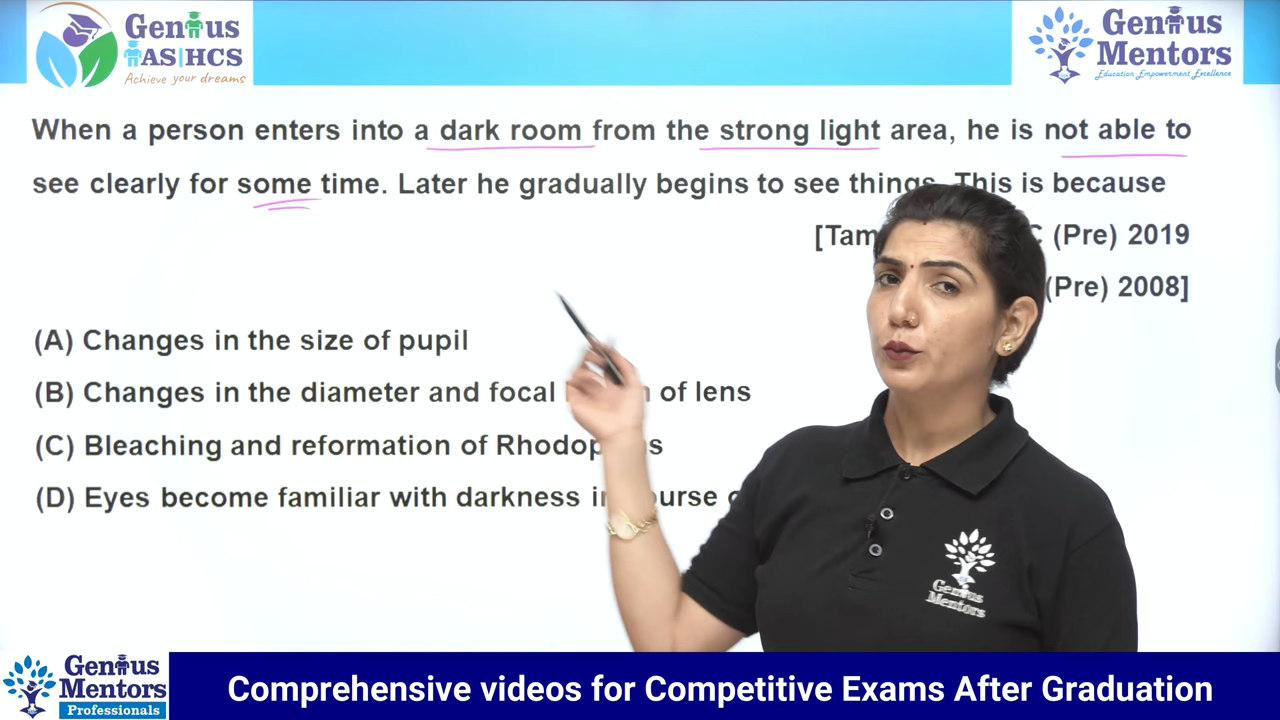 Genius
IAS|HCS
Achieve your dreams
Genius
Mentors
Education Empowerment Excellence
When a person enters into a dark room from the strong light area, he is not able to
see clearly for some time. Later he gradually begins to see things. This is because
(Pre) 2019
(Pre) 2008]
(A) Changes in the size of pupil
(B) Changes in the diameter and focal of lens
(C) Bleaching and reformation of
(D) Eyes become familiar with darkness
Genius
Mentors
Genius
Mentors
Professionals
Comprehensive videos for Competitive Exams After Graduation